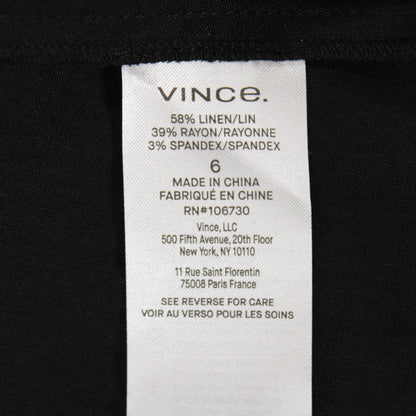 VINCE.
58% LINEN/LIN
39% RAYON/RAYONNE
3% SPANDEX/SPANDEX
6
MADE IN CHINA
FABRIQUÉ EN CHINE
RN#106730
Vince, LLC
500 Fifth Avenue, 20th Floor
New York, NY 10110
11 Rue Saint Florentin
75008 Paris France
SEE REVERSE FOR CARE
VOIR AU VERSO POUR LES SOINS